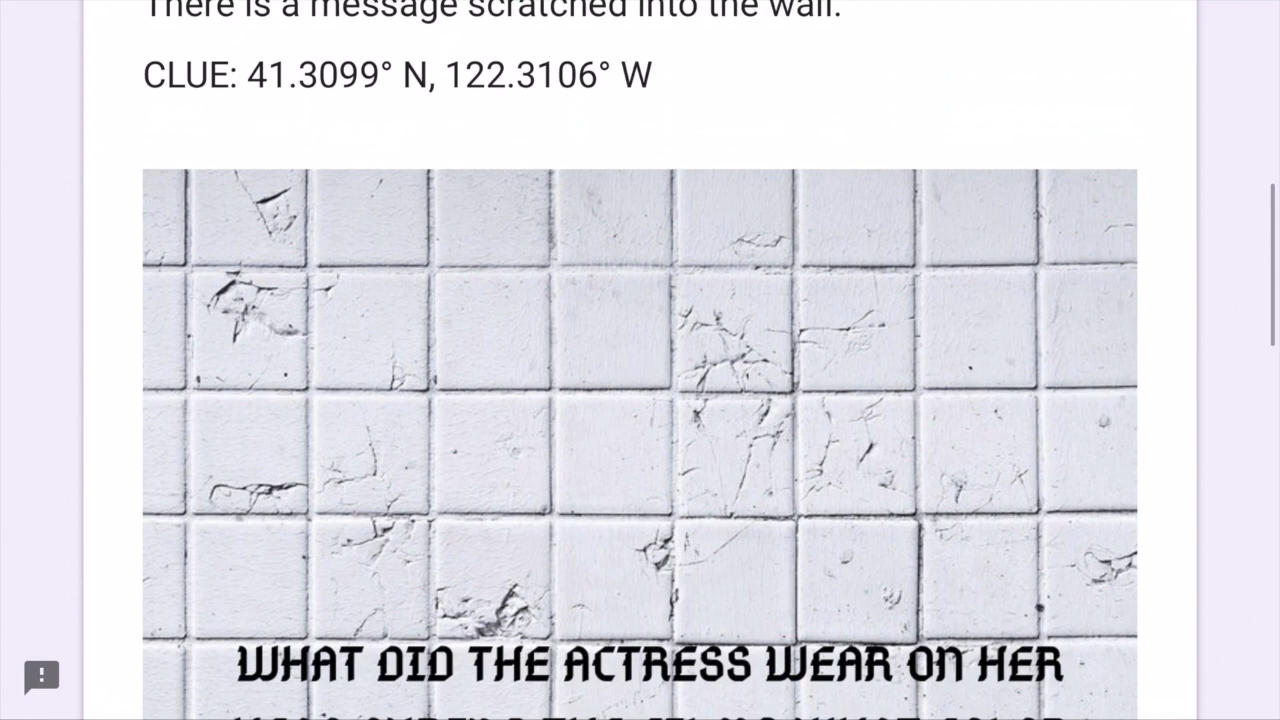 There is a message scratched into the wall.
CLUE: 41.3099° N, 122.3106° W
WHAT DID THE ACTRESS WEAR ON HER